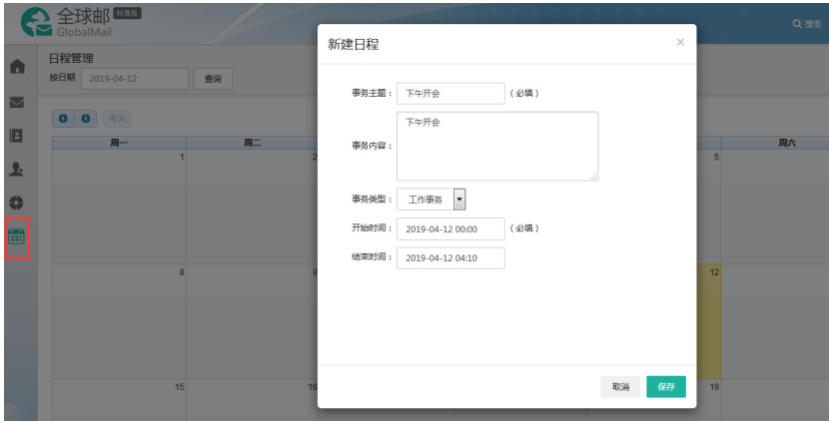 全球邮 标准版
GlobalMail
搜索
日程管理
按日期 2019-04-12 查询
今天
周一 周二 周六
1 2 5
8 9 12
15 16 19
新建日程 ×
事务主题： 下午开会 （必填）
事务内容： 下午开会
事务类型： 工作事务
开始时间： 2019-04-12 00:00 （必填）
结束时间： 2019-04-12 04:10
取消 保存